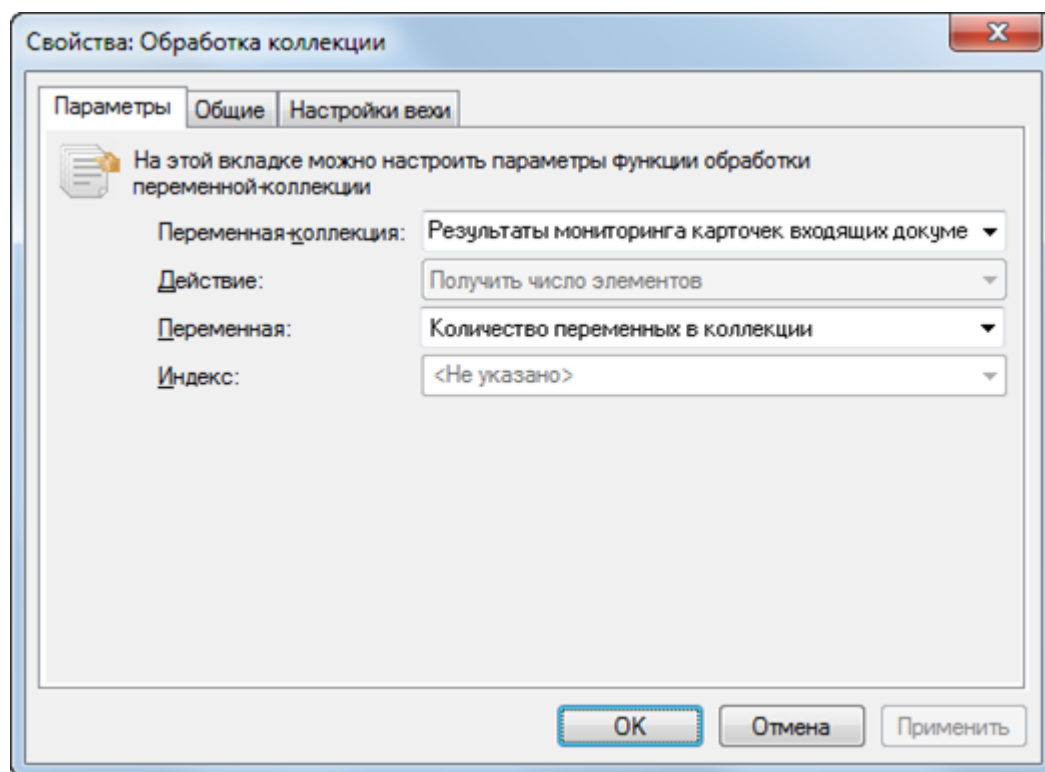 Свойства: Обработка коллекции
Параметры Общие Настройки вехи
На этой вкладке можно настроить параметры функции обработки
переменной-коллекции
Переменная-коллекция: Результаты мониторинга карточек входящих докуме
Действие: Получить число элементов
Переменная: Количество переменных в коллекции
Индекс: <Не указано>
OK Отмена Применить